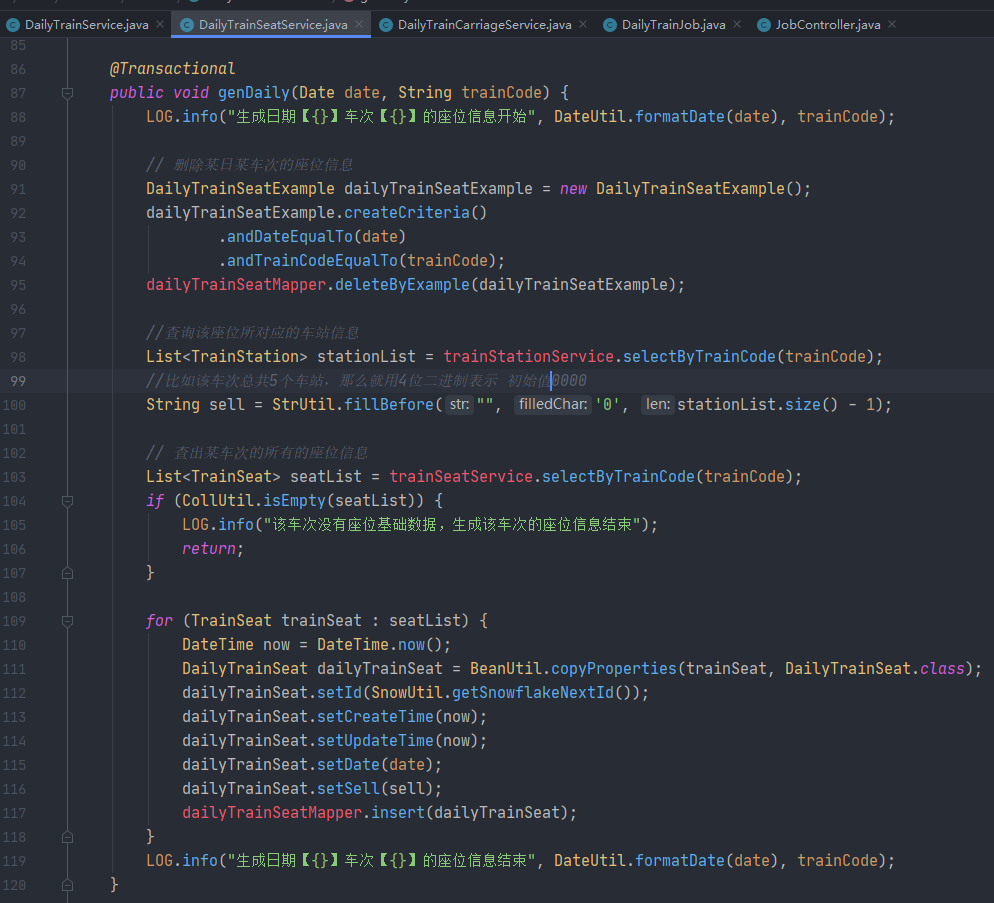 DailyTrainService.java × DailyTrainSeatService.java × DailyTrainCarriageService.java × DailyTrainJob.java × JobController.java ×
85
86 @Transactional
87 public void genDaily(Date date, String trainCode) {
88 LOG.info("生成日期【{}】车次【{}】的座位信息开始", DateUtil.formatDate(date), trainCode);
89
90 // 删除某日某车次的座位信息
91 DailyTrainSeatExample dailyTrainSeatExample = new DailyTrainSeatExample();
92 dailyTrainSeatExample.createCriteria()
93 .andDateEqualTo(date)
94 .andTrainCodeEqualTo(trainCode);
95 dailyTrainSeatMapper.deleteByExample(dailyTrainSeatExample);
96
97 //查询该座位所对应的车站信息
98 List<TrainStation> stationList = trainStationService.selectByTrainCode(trainCode);
99 //比如该车次总共5个车站，那么就用4位二进制表示 初始值0000
100 String sell = StrUtil.fillBefore( str: "", filledChar: '0', len: stationList.size() - 1);
101
102 // 查出某车次的所有的座位信息
103 List<TrainSeat> seatList = trainSeatService.selectByTrainCode(trainCode);
104 if (CollUtil.isEmpty(seatList)) {
105 LOG.info("该车次没有座位基础数据，生成该车次的座位信息结束");
106 return;
107 }
108
109 for (TrainSeat trainSeat : seatList) {
110 DateTime now = DateTime.now();
111 DailyTrainSeat dailyTrainSeat = BeanUtil.copyProperties(trainSeat, DailyTrainSeat.class);
112 dailyTrainSeat.setId(SnowUtil.getSnowflakeNextId());
113 dailyTrainSeat.setCreateTime(now);
114 dailyTrainSeat.setUpdateTime(now);
115 dailyTrainSeat.setDate(date);
116 dailyTrainSeat.setSell(sell);
117 dailyTrainSeatMapper.insert(dailyTrainSeat);
118 }
119 LOG.info("生成日期【{}】车次【{}】的座位信息结束", DateUtil.formatDate(date), trainCode);
120 }